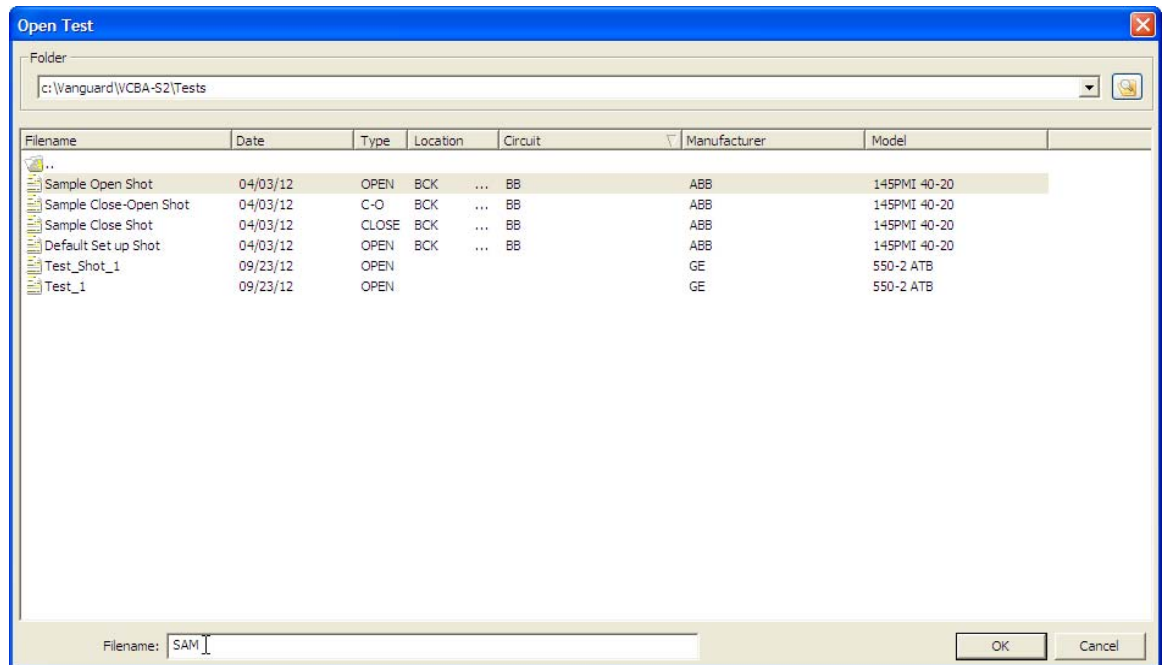 Open Test
Folder
c:\Vanguard\VCBA-S2\Tests
Filename Date Type Location Circuit Manufacturer Model
..
Sample Open Shot 04/03/12 OPEN BCK ... BB ABB 145PMI 40-20
Sample Close-Open Shot 04/03/12 C-O BCK ... BB ABB 145PMI 40-20
Sample Close Shot 04/03/12 CLOSE BCK ... BB ABB 145PMI 40-20
Default Set up Shot 04/03/12 OPEN BCK ... BB ABB 145PMI 40-20
Test_Shot_1 09/23/12 OPEN GE 550-2 ATB
Test_1 09/23/12 OPEN GE 550-2 ATB
Filename: SAM OK Cancel